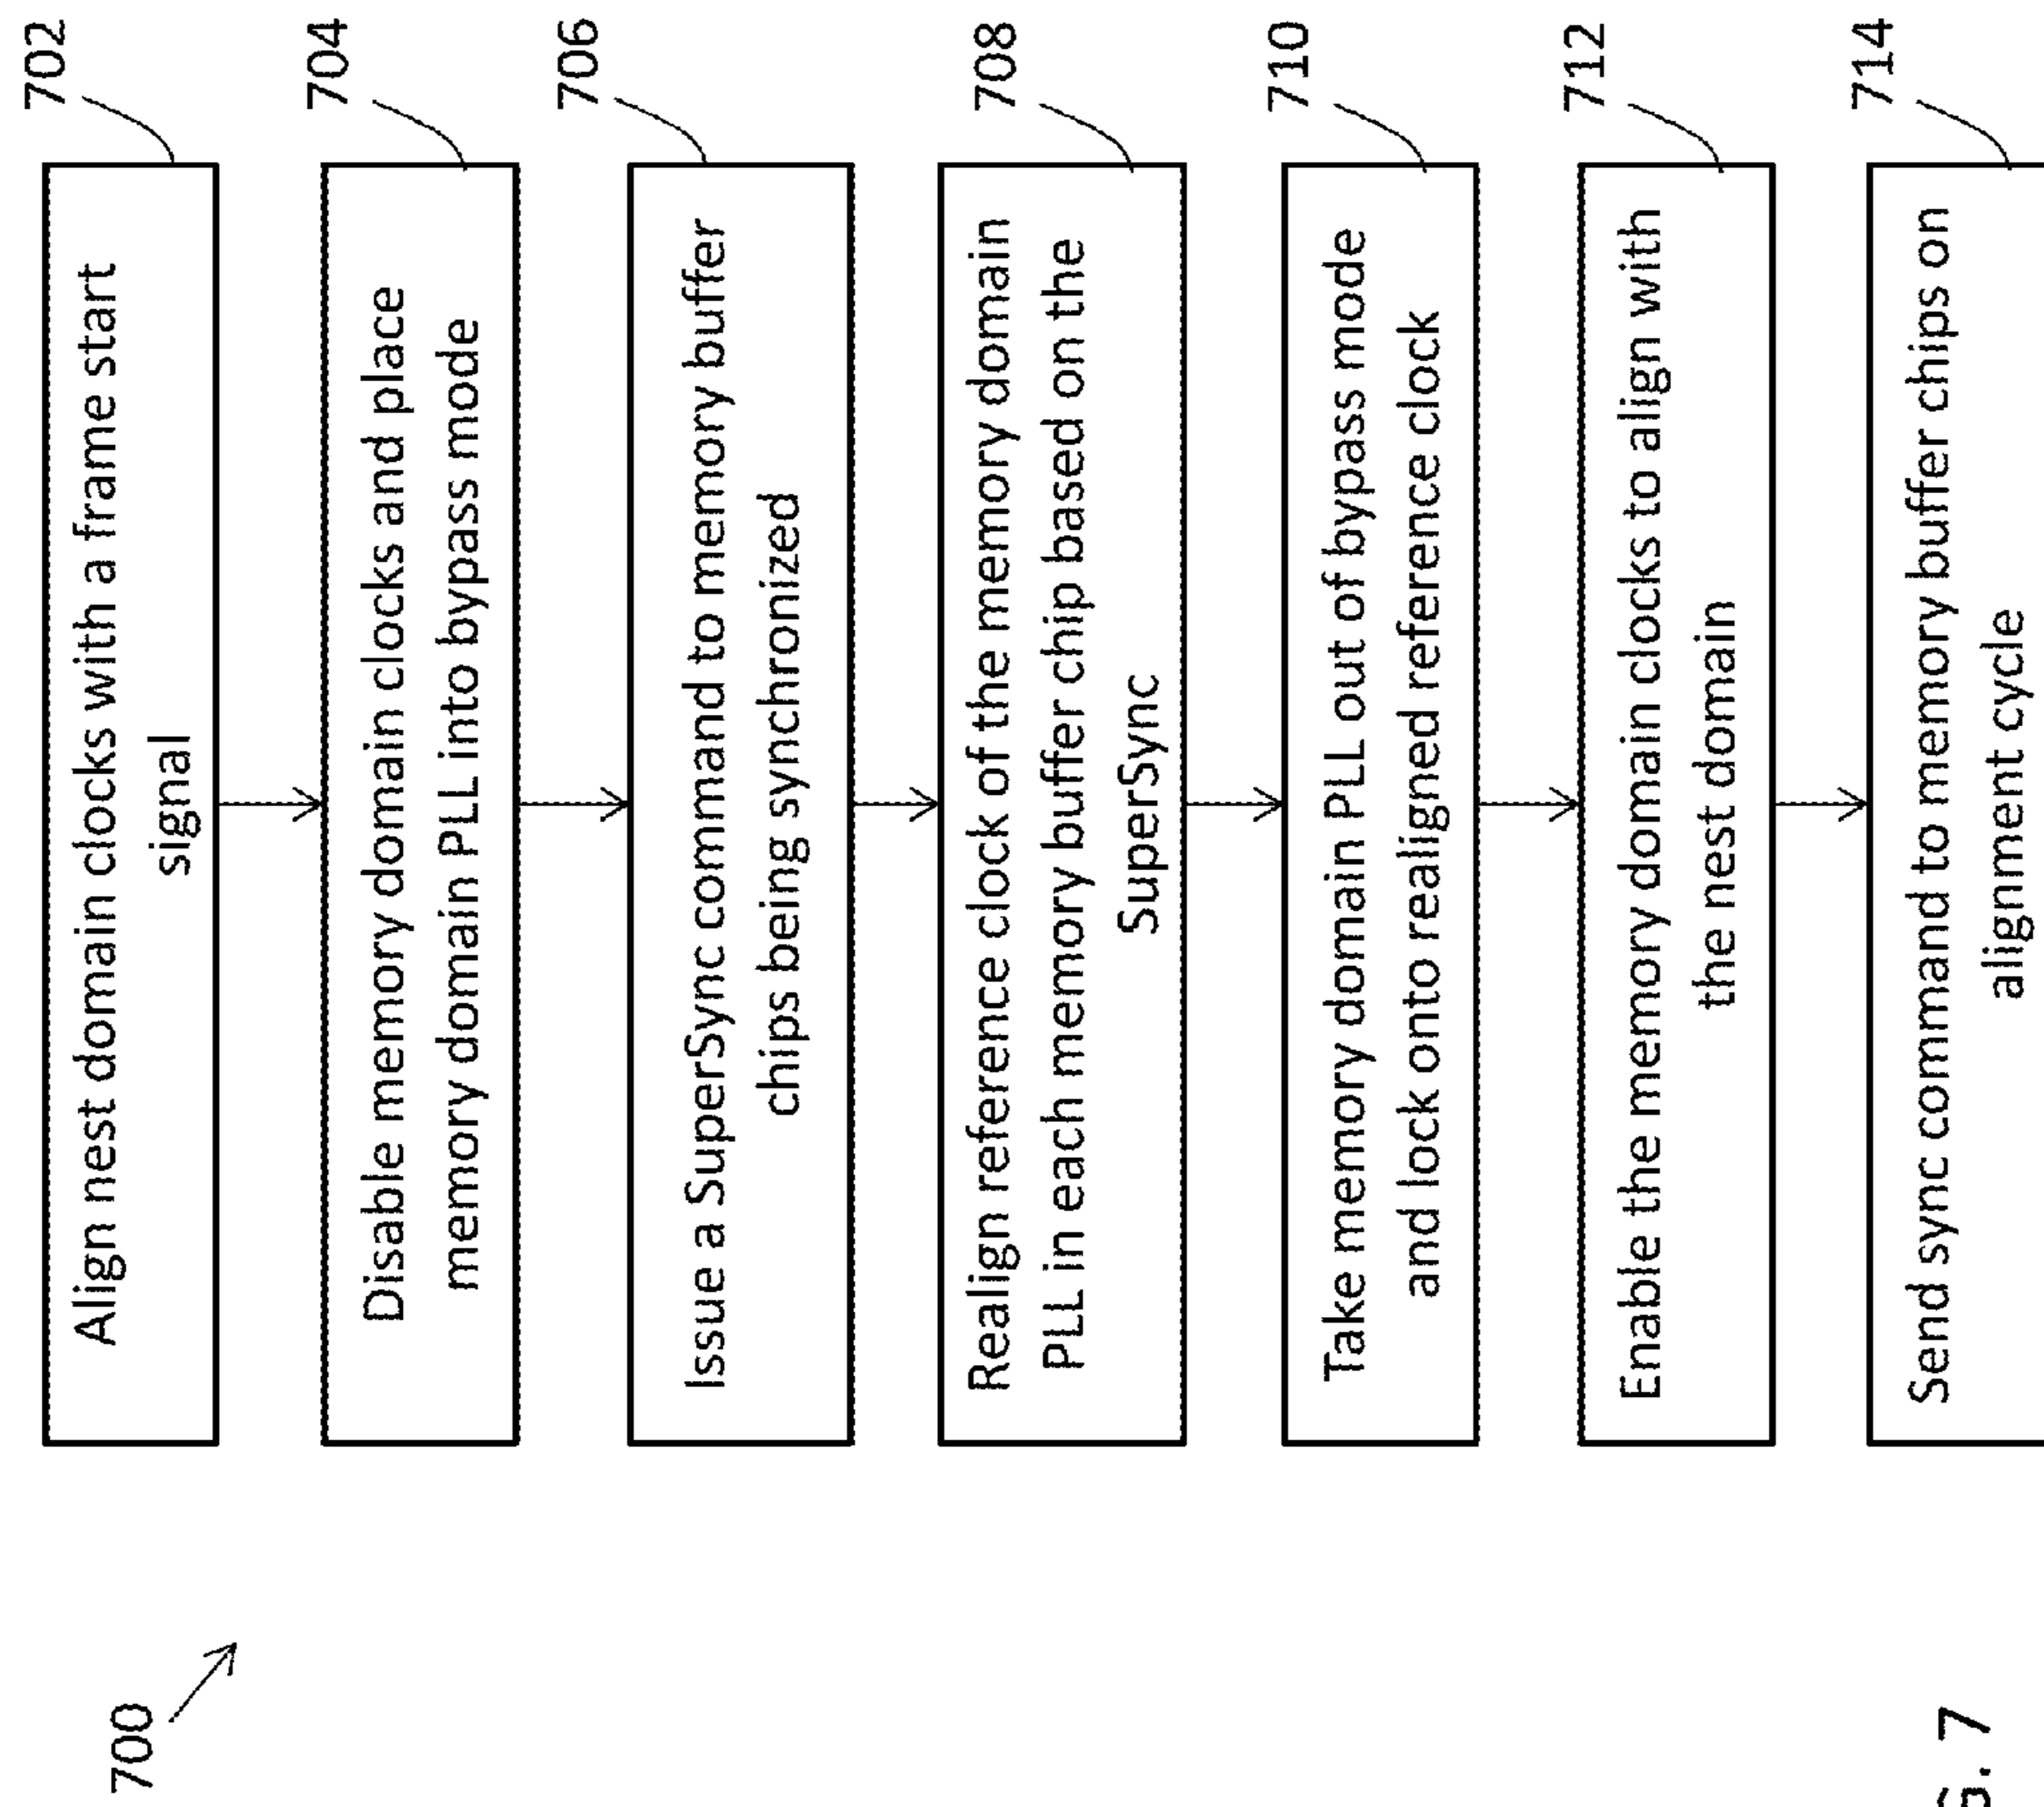 700
702
Align nest domain clocks with a frame start
signal
704
Disable memory domain clocks and place
memory domain PLL into bypass mode
706
Issue a SuperSync command to memory buffer
chips being synchronized
708
Realign reference clock of the memory domain
PLL in each memory buffer chip based on the
SuperSync
710
Take memory domain PLL out of bypass mode
and lock onto realigned reference clock
712
Enable the memory domain clocks to align with
the nest domain
714
Send sync command to memory buffer chips on
alignment cycle
G. 7